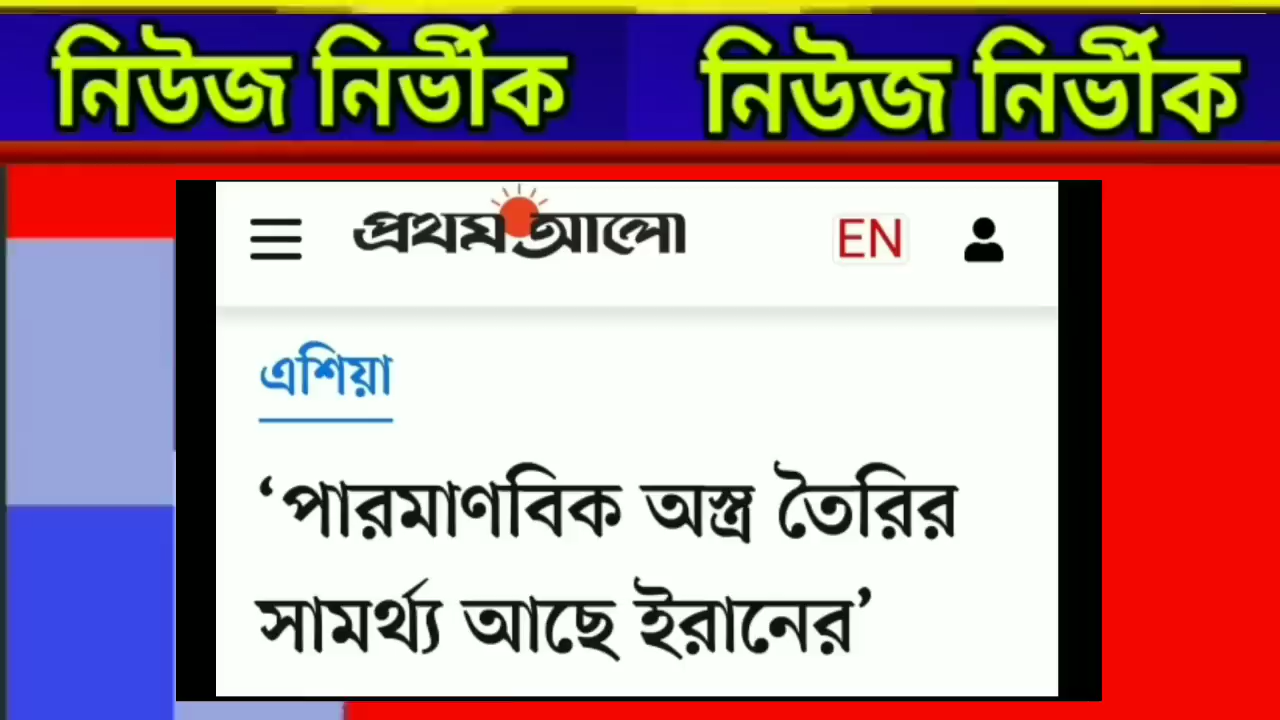 নিউজ নির্ভীক নিউজ নির্ভীক
প্রথম আলো EN
এশিয়া
‘পারমাণবিক অস্ত্র তৈরির
সামর্থ্য আছে ইরানের’